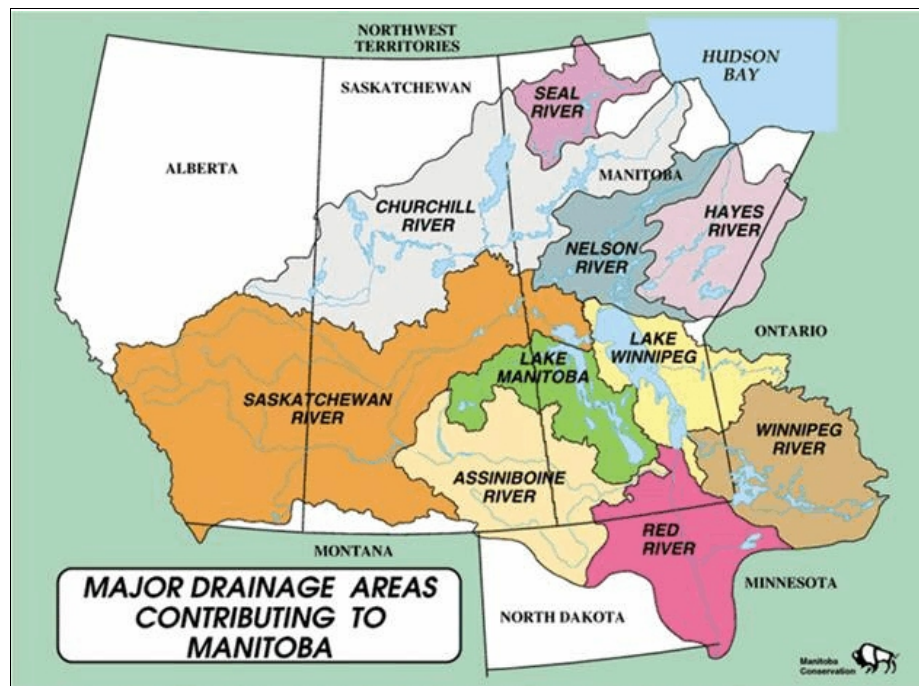 NORTHWEST
TERRITORIES
HUDSON
BAY
SASKATCHEWAN
SEAL
RIVER
ALBERTA
MANITOBA
CHURCHILL
RIVER
HAYES
RIVER
NELSON
RIVER
ONTARIO
LAKE
WINNIPEG
LAKE
MANITOBA
SASKATCHEWAN
RIVER
WINNIPEG
RIVER
ASSINIBOINE
RIVER
RED
RIVER
MONTANA
MINNESOTA
NORTH DAKOTA
MAJOR DRAINAGE AREAS
CONTRIBUTING TO
MANITOBA
Manitoba
Conservation